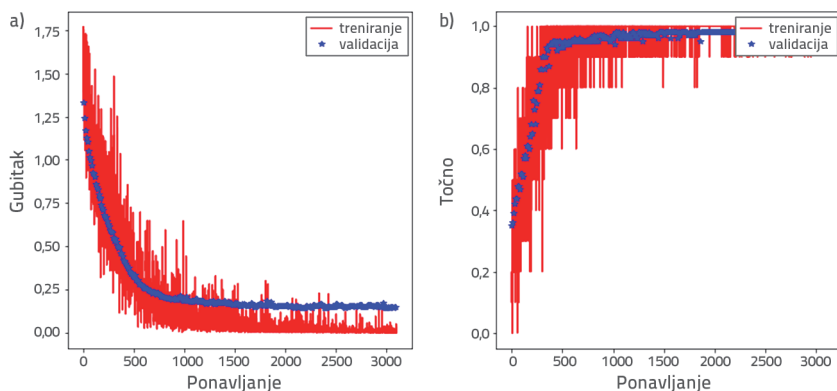 a)
treniranje
validacija
1,75
1,50
1,25
1,00
0,75
0,50
0,25
0,00
Gubitak
0
500
1000
1500
2000
2500
3000
Ponavljanje
b)
treniranje
validacija
1,0
0,8
0,6
0,4
0,2
0,0
Točno
0
500
1000
1500
2000
2500
3000
Ponavljanje